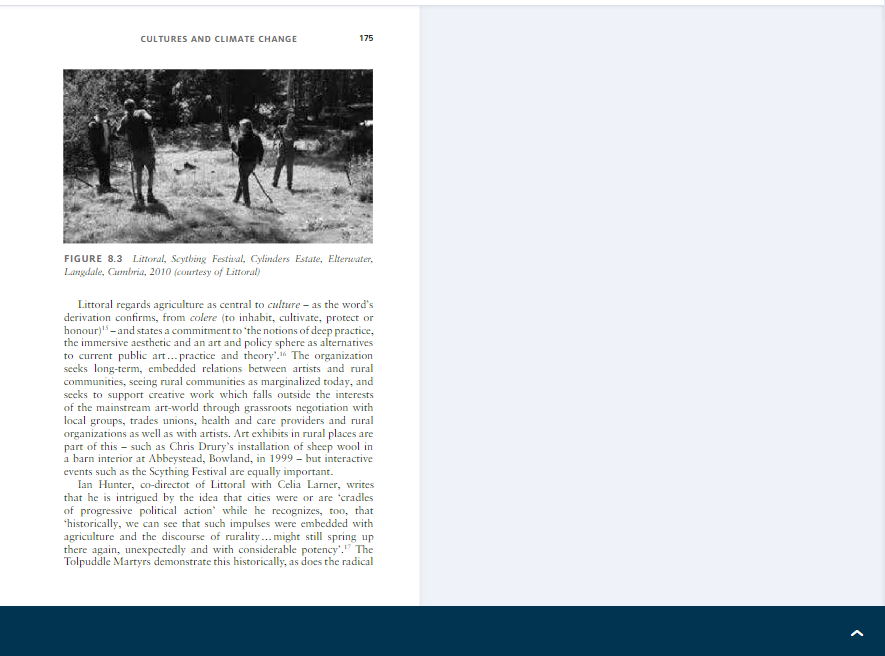 CULTURES AND CLIMATE CHANGE 175
FIGURE 8.3 Littoral, Scything Festival, Cylinders Estate, Elterwater,
Langdale, Cumbria, 2010 (courtesy of Littoral)
Littoral regards agriculture as central to culture – as the word's
derivation confirms, from colere (to inhabit, cultivate, protect or
honour)¹⁵ – and states a commitment to 'the notions of deep practice,
the immersive aesthetic and an art and policy sphere as alternatives
to current public art… practice and theory'.¹⁶ The organization
seeks long-term, embedded relations between artists and rural
communities, seeing rural communities as marginalized today, and
seeks to support creative work which falls outside the interests
of the mainstream art-world through grassroots negotiation with
local groups, trades unions, health and care providers and rural
organizations as well as with artists. Art exhibits in rural places are
part of this – such as Chris Drury's installation of sheep wool in
a barn interior at Abbeystead, Bowland, in 1999 – but interactive
events such as the Scything Festival are equally important.
Ian Hunter, co-director of Littoral with Celia Larner, writes
that he is intrigued by the idea that cities were or are 'cradles
of progressive political action' while he recognizes, too, that
'historically, we can see that such impulses were embedded with
agriculture and the discourse of rurality… might still spring up
there again, unexpectedly and with considerable potency'.¹⁷ The
Tolpuddle Martyrs demonstrate this historically, as does the radical